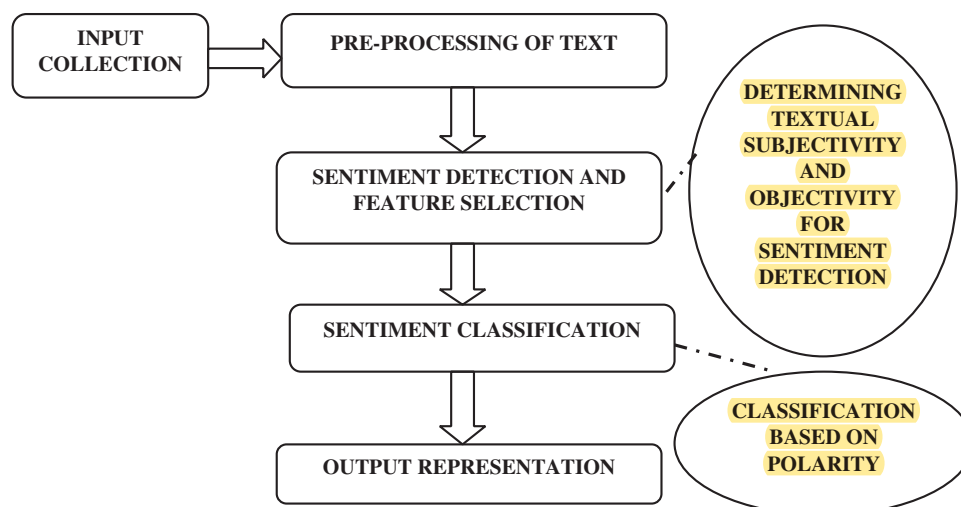 INPUT
COLLECTION
PRE-PROCESSING OF TEXT
SENTIMENT DETECTION AND
FEATURE SELECTION
DETERMINING
TEXTUAL
SUBJECTIVITY
AND
OBJECTIVITY
FOR
SENTIMENT
DETECTION
SENTIMENT CLASSIFICATION
CLASSIFICATION
BASED ON
POLARITY
OUTPUT REPRESENTATION